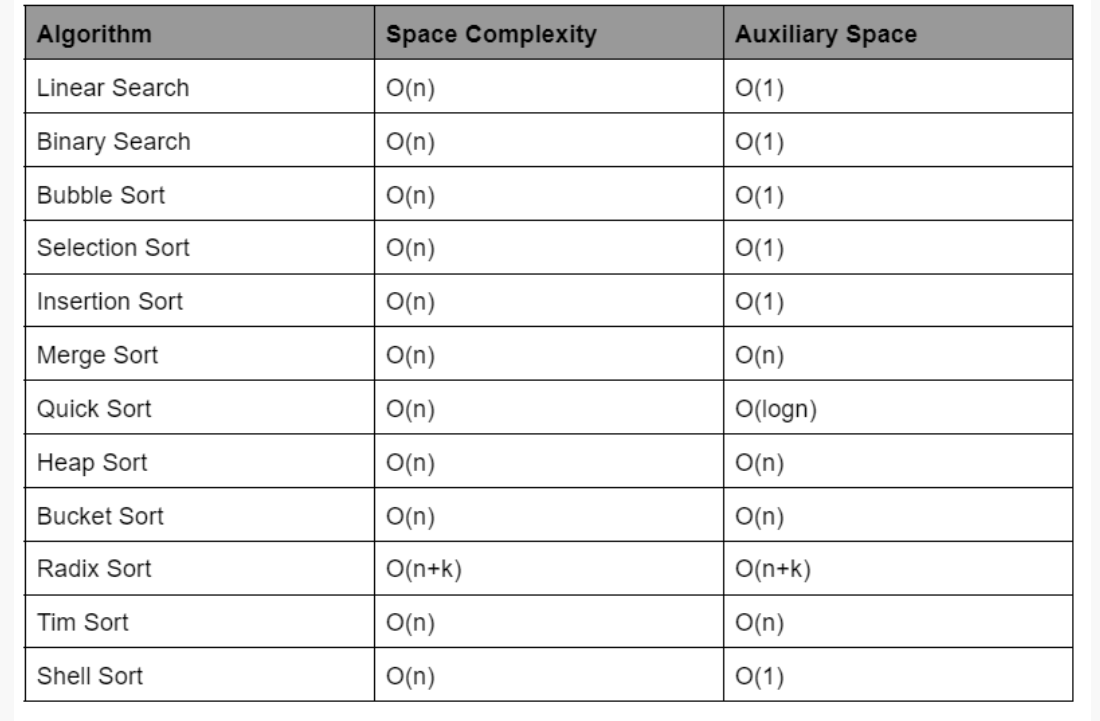 Algorithm Space Complexity Auxiliary Space
Linear Search O(n) O(1)
Binary Search O(n) O(1)
Bubble Sort O(n) O(1)
Selection Sort O(n) O(1)
Insertion Sort O(n) O(1)
Merge Sort O(n) O(n)
Quick Sort O(n) O(logn)
Heap Sort O(n) O(n)
Bucket Sort O(n) O(n)
Radix Sort O(n+k) O(n+k)
Tim Sort O(n) O(n)
Shell Sort O(n) O(1)